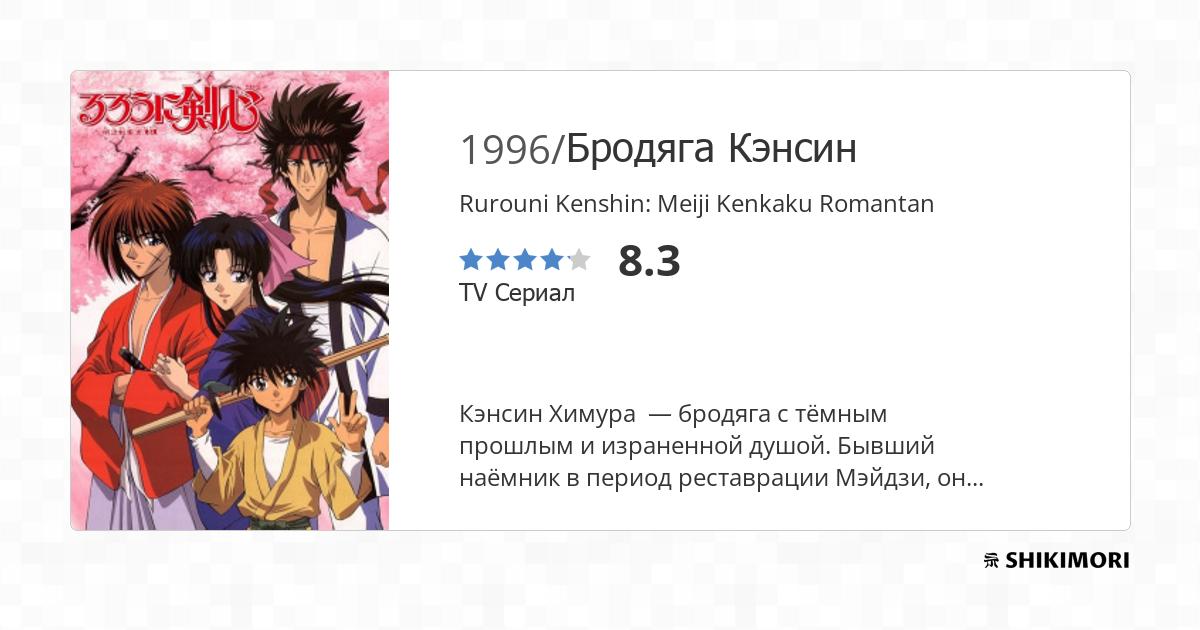 るろうに剣心
1996/Бродяга Кэнсин
Rurouni Kenshin: Meiji Kenkaku Romantan
8.3
TV Сериал
Кэнсин Химура — бродяга с тёмным
прошлым и израненной душой. Бывший
наёмник в период реставрации Мэйдзи, он...
SHIKIMORI